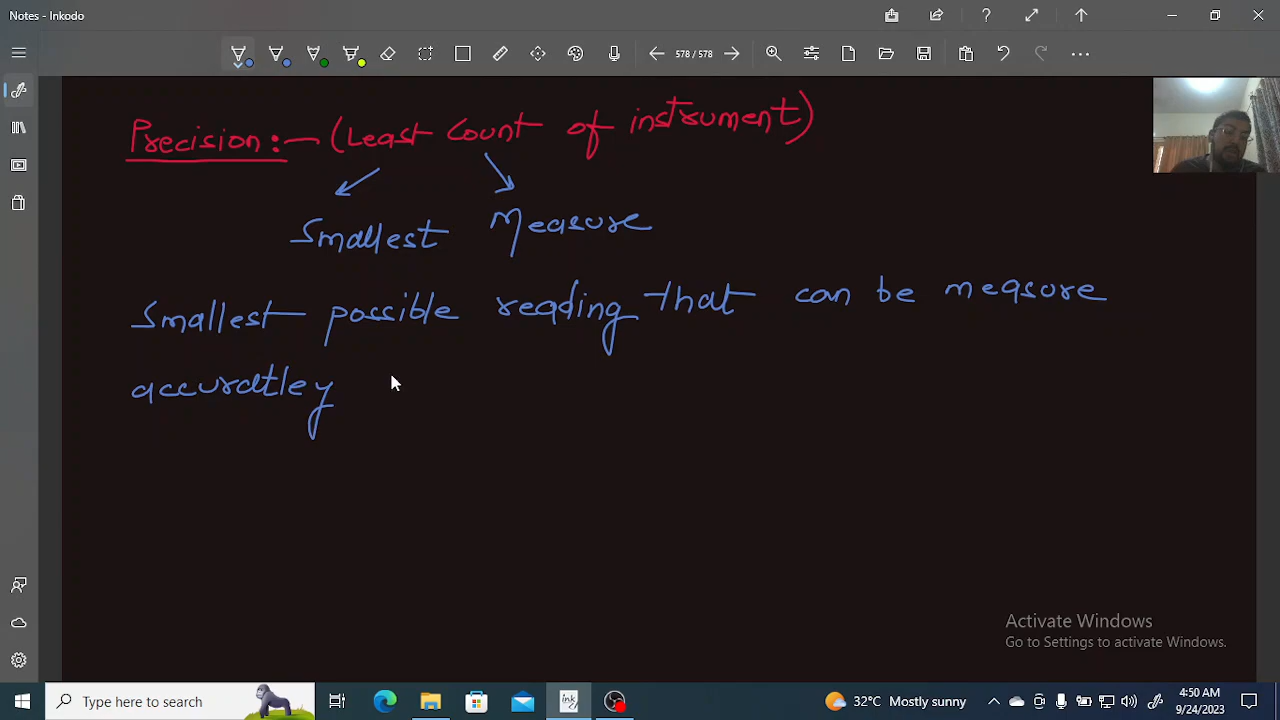 Notes - Inkodo
578 / 578
Precision:- (Least Count of instrument)
Smallest Measure
Smallest possible reading that can be measure
accuratley
Activate Windows
Go to Settings to activate Windows.
Type here to search
ink
32°C Mostly sunny
4:50 AM
9/24/2023